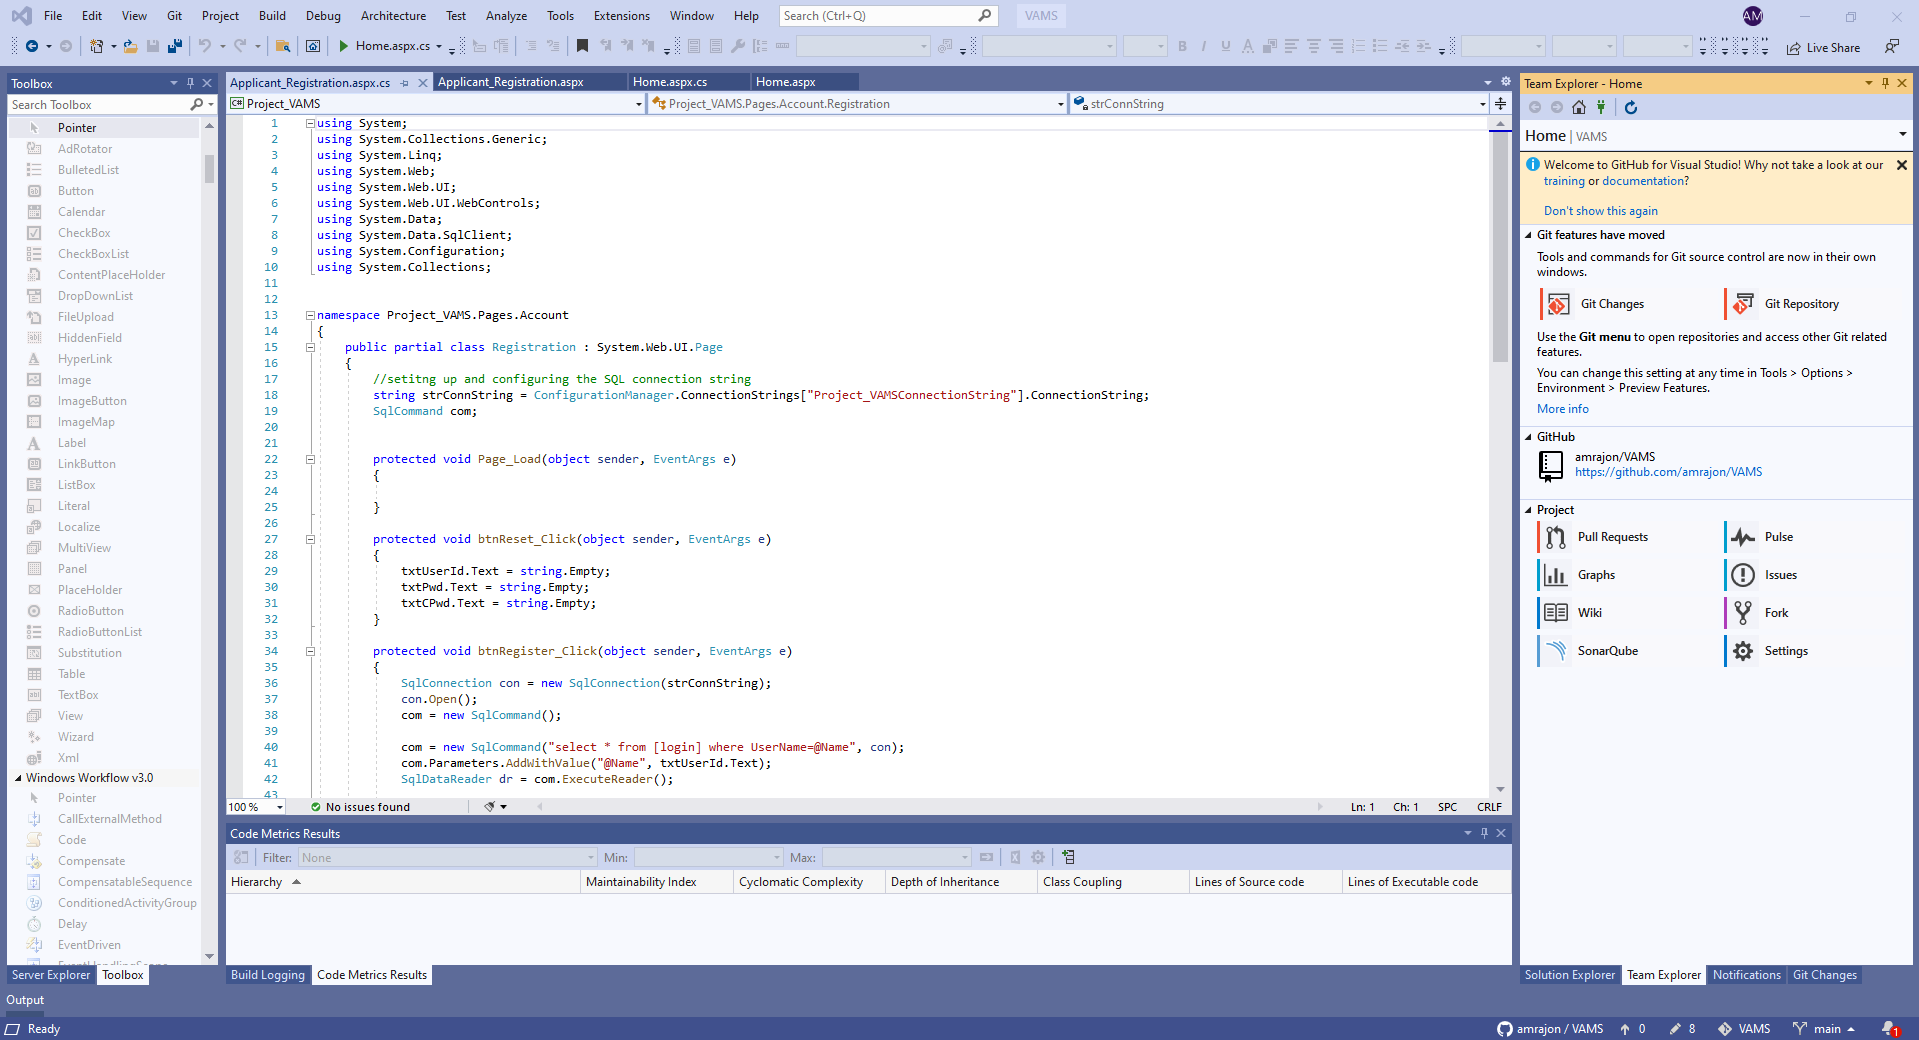 File Edit View Git Project Build Debug Architecture Test Analyze Tools Extensions Window Help Search (Ctrl+Q) VAMS AM
Home.aspx.cs Live Share
Toolbox
Search Toolbox
Pointer
AdRotator
BulletedList
Button
Calendar
CheckBox
CheckBoxList
ContentPlaceHolder
DropDownList
FileUpload
HiddenField
HyperLink
Image
ImageButton
ImageMap
Label
LinkButton
ListBox
Literal
Localize
MultiView
Panel
PlaceHolder
RadioButton
RadioButtonList
Substitution
Table
TextBox
View
Wizard
Xml
Windows Workflow v3.0
Pointer
CallExternalMethod
Code
Compensate
CompensatableSequence
ConditionedActivityGroup
Delay
EventDriven
Server Explorer Toolbox
Applicant_Registration.aspx.cs Applicant_Registration.aspx Home.aspx.cs Home.aspx
C# Project_VAMS Project_VAMS.Pages.Account.Registration strConnString
1 using System;
2 using System.Collections.Generic;
3 using System.Linq;
4 using System.Web;
5 using System.Web.UI;
6 using System.Web.UI.WebControls;
7 using System.Data;
8 using System.Data.SqlClient;
9 using System.Configuration;
10 using System.Collections;
11
12
13 namespace Project_VAMS.Pages.Account
14 {
15 public partial class Registration : System.Web.UI.Page
16 {
17 //setitng up and configuring the SQL connection string
18 string strConnString = ConfigurationManager.ConnectionStrings["Project_VAMSConnectionString"].ConnectionString;
19 SqlCommand com;
20
21
22 protected void Page_Load(object sender, EventArgs e)
23 {
24
25 }
26
27 protected void btnReset_Click(object sender, EventArgs e)
28 {
29 txtUserId.Text = string.Empty;
30 txtPwd.Text = string.Empty;
31 txtCPwd.Text = string.Empty;
32 }
33
34 protected void btnRegister_Click(object sender, EventArgs e)
35 {
36 SqlConnection con = new SqlConnection(strConnString);
37 con.Open();
38 com = new SqlCommand();
39
40 com = new SqlCommand("select * from [login] where UserName=@Name", con);
41 com.Parameters.AddWithValue("@Name", txtUserId.Text);
42 SqlDataReader dr = com.ExecuteReader();
43
100 % No issues found Ln: 1 Ch: 1 SPC CRLF
Code Metrics Results
Filter: None Min: Max:
Hierarchy Maintainability Index Cyclomatic Complexity Depth of Inheritance Class Coupling Lines of Source code Lines of Executable code
Build Logging Code Metrics Results
Team Explorer - Home
Home | VAMS
Welcome to GitHub for Visual Studio! Why not take a look at our
training or documentation?
Don't show this again
Git features have moved
Tools and commands for Git source control are now in their own
windows.
Git Changes Git Repository
Use the Git menu to open repositories and access other Git related
features.
You can change this setting at any time in Tools > Options >
Environment > Preview Features.
More info
GitHub
amrajon/VAMS
https://github.com/amrajon/VAMS
Project
Pull Requests Pulse
Graphs Issues
Wiki Fork
SonarQube Settings
Solution Explorer Team Explorer Notifications Git Changes
Output
Ready amrajon / VAMS 0 8 VAMS main 1